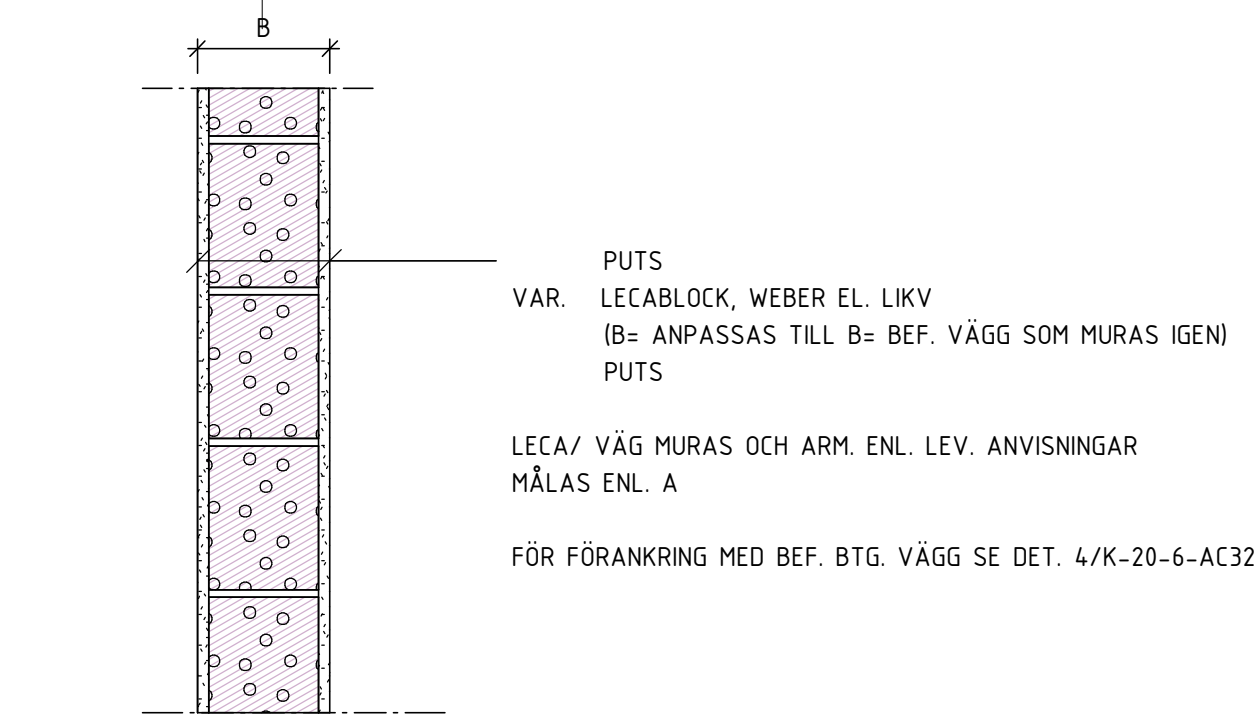 B
PUTS
VAR. LECABLOCK, WEBER EL. LIKV
(B= ANPASSAS TILL B= BEF. VÄGG SOM MURAS IGEN)
PUTS
LECA/ VÄG MURAS OCH ARM. ENL. LEV. ANVISNINGAR
MÅLAS ENL. A
FÖR FÖRANKRING MED BEF. BTG. VÄGG SE DET. 4/K-20-6-AC32